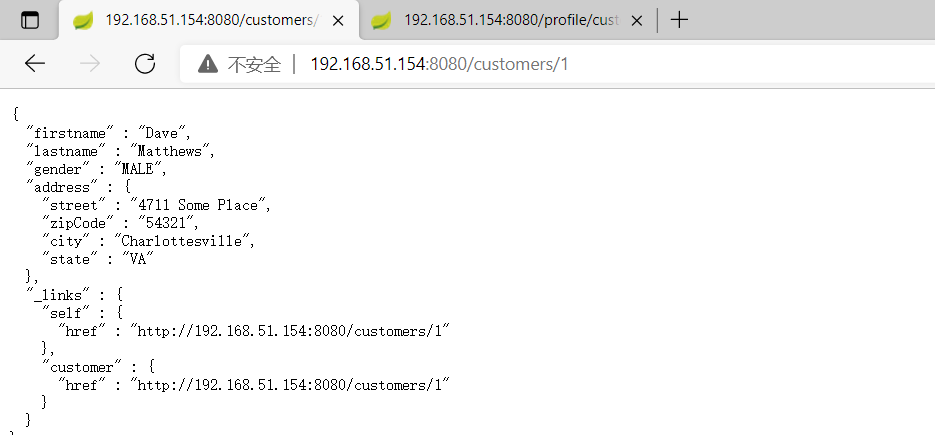 192.168.51.154:8080/customers/
192.168.51.154:8080/profile/cust
不安全 | 192.168.51.154:8080/customers/1
{
  "firstname" : "Dave",
  "lastname" : "Matthews",
  "gender" : "MALE",
  "address" : {
    "street" : "4711 Some Place",
    "zipCode" : "54321",
    "city" : "Charlottesville",
    "state" : "VA"
  },
  "_links" : {
    "self" : {
      "href" : "http://192.168.51.154:8080/customers/1"
    },
    "customer" : {
      "href" : "http://192.168.51.154:8080/customers/1"
    }
  }
}